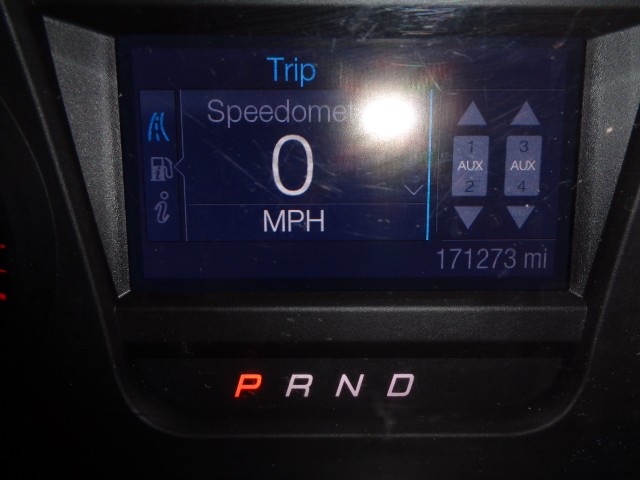 Trip
Speedomet
0
MPH
i
1 3
AUX AUX
2 4
171273 mi
P R N D